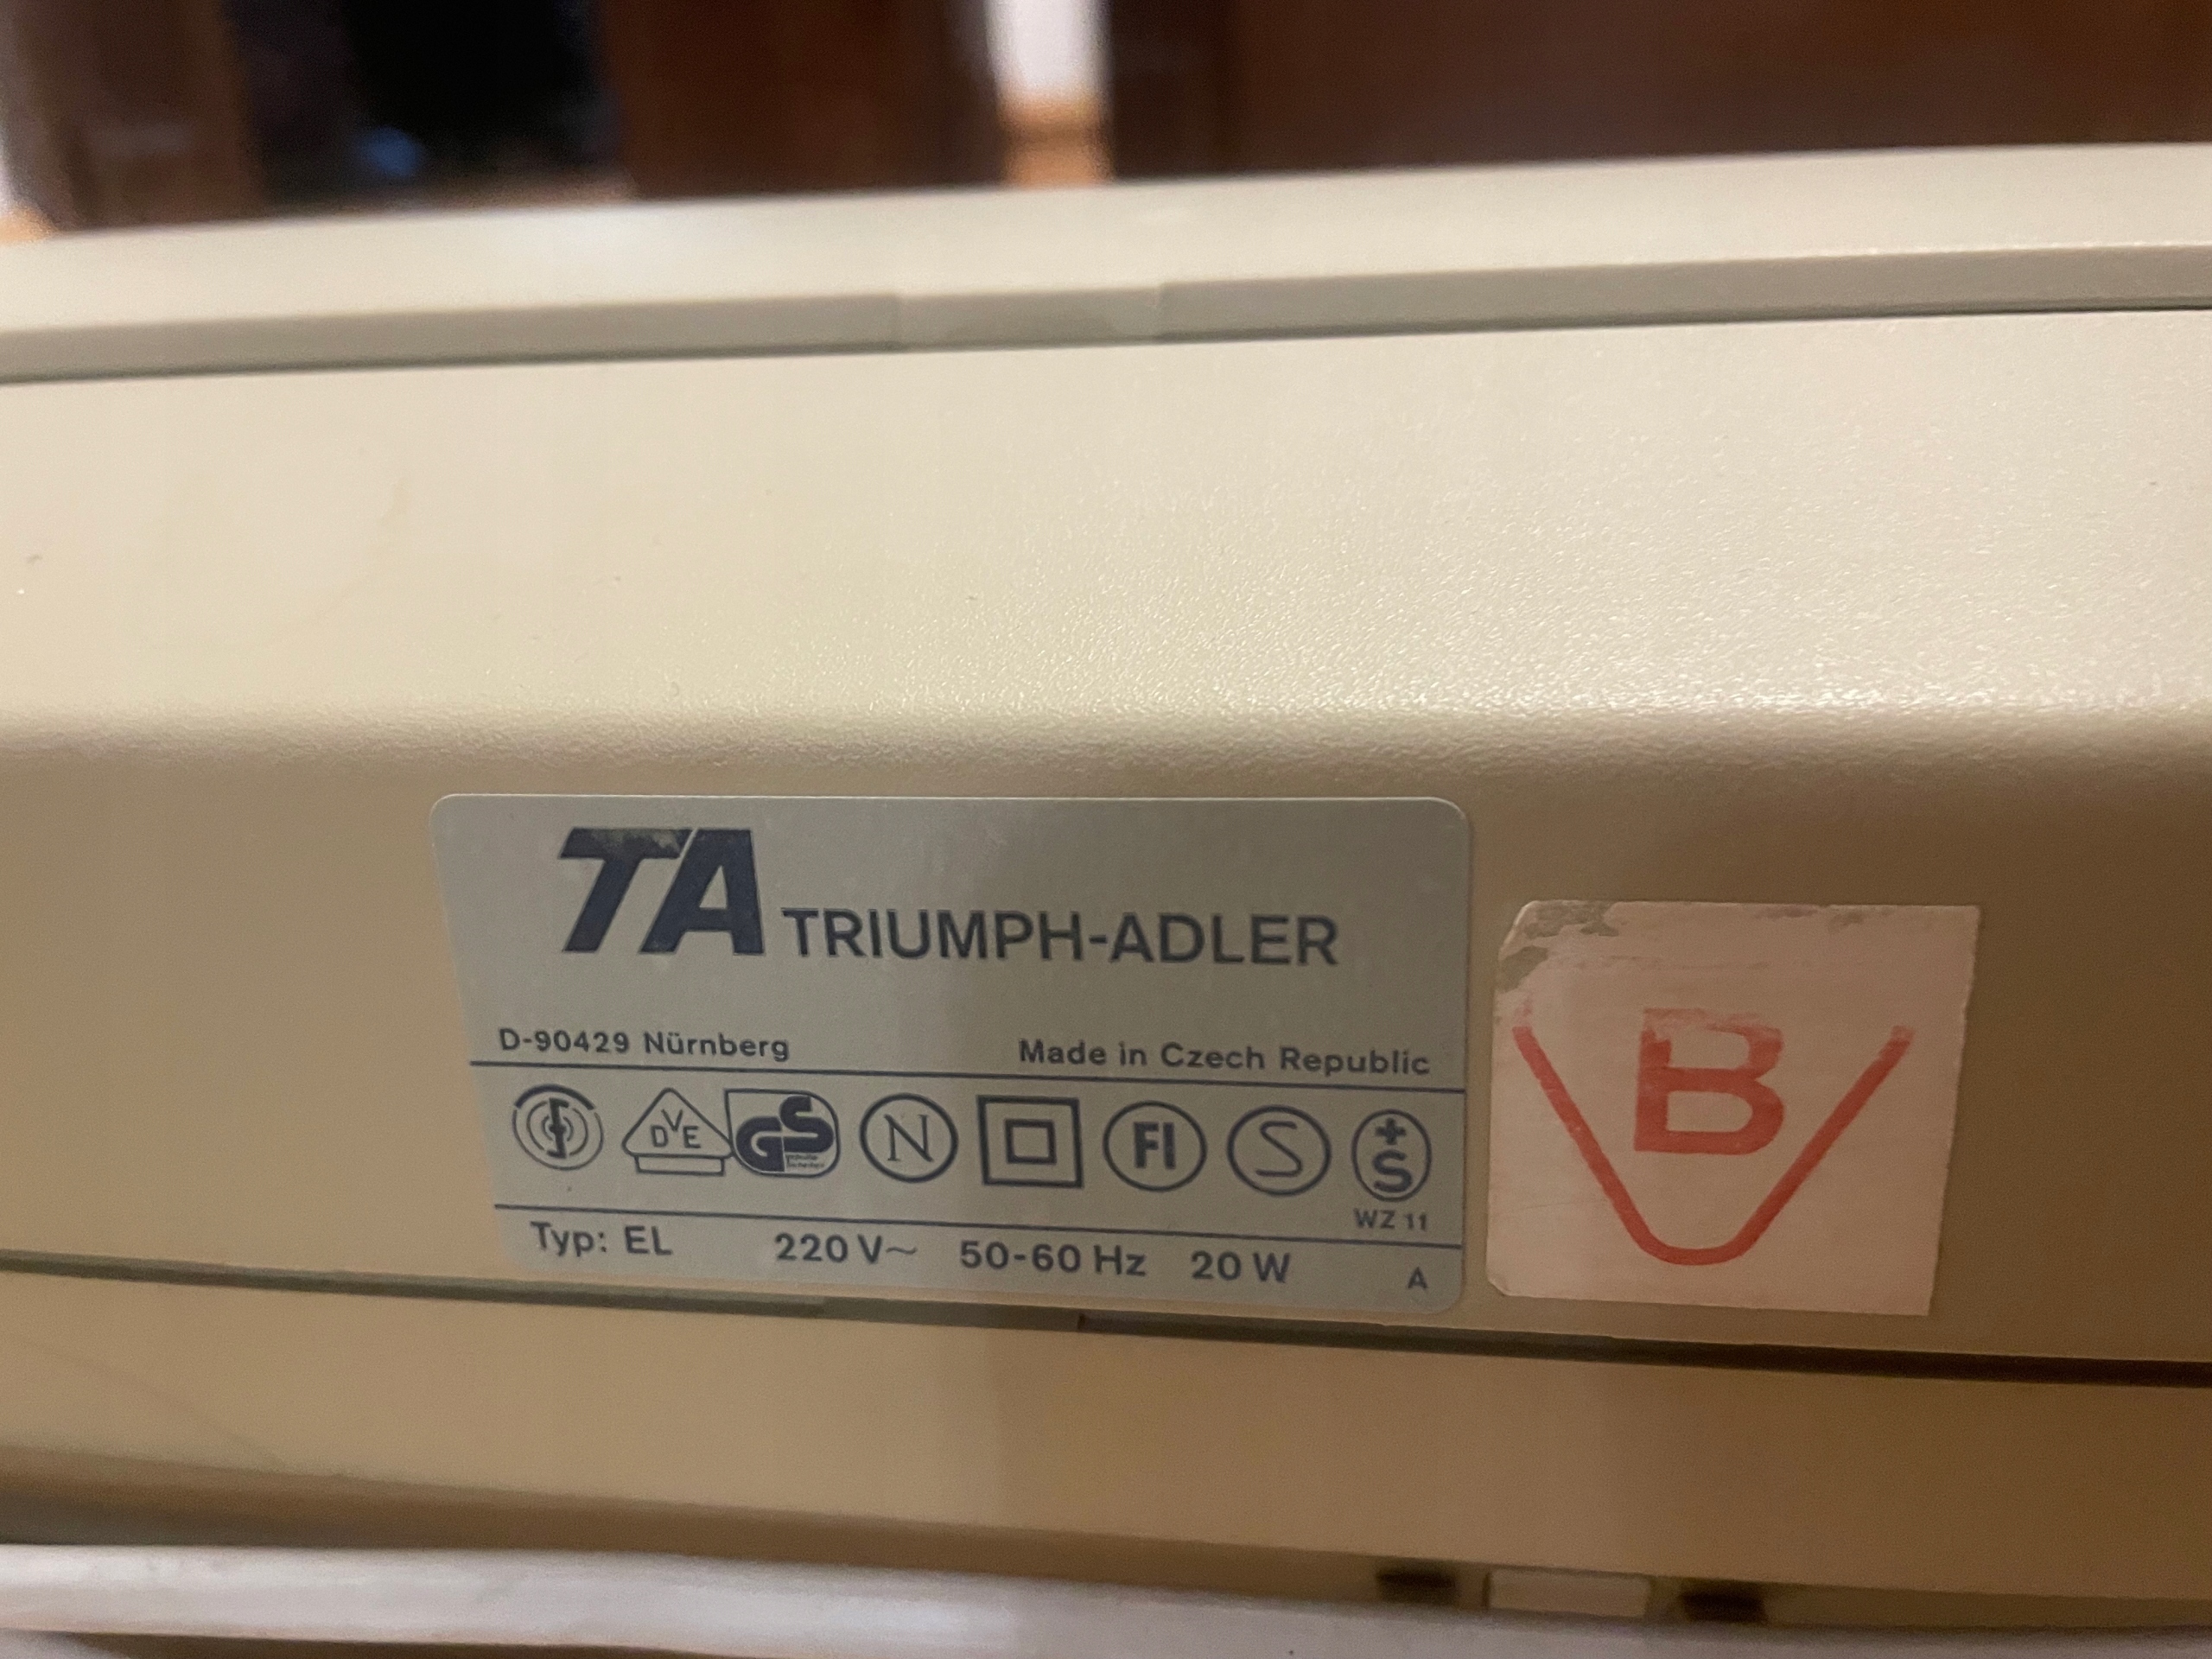 TA TRIUMPH-ADLER
D-90429 Nürnberg Made in Czech Republic
DVE GS N FI S +S
WZ 11
Typ: EL 220 V~ 50-60 Hz 20 W A
B